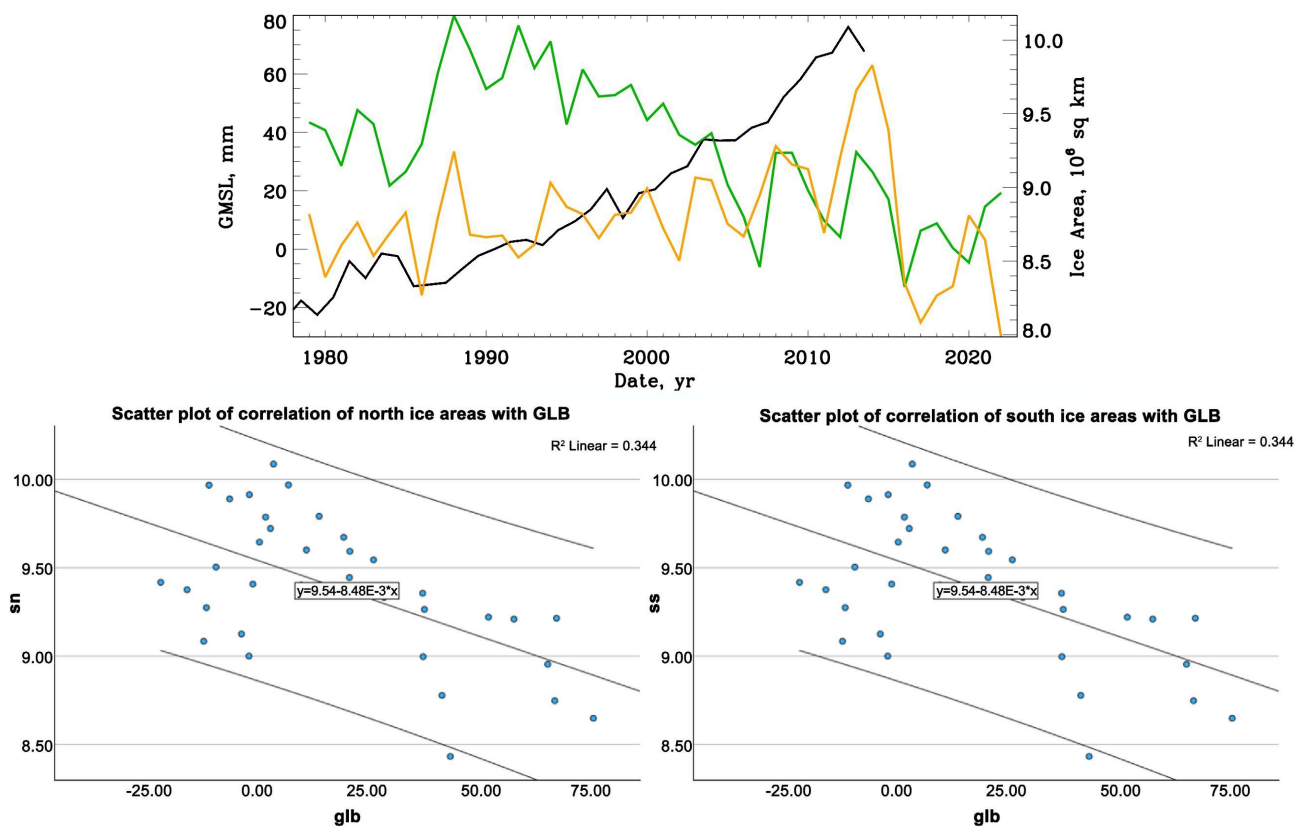 80
60
40
20
0
−20
GMSL, mm
10.0
9.5
9.0
8.5
8.0
Ice Area, 10⁶ sq km
1980 1990 2000 2010 2020
Date, yr
Scatter plot of correlation of north ice areas with GLB
R² Linear = 0.344
10.00
9.50
9.00
8.50
sn
y=9.54-8.48E-3*x
-25.00 0.00 25.00 50.00 75.00
glb
Scatter plot of correlation of south ice areas with GLB
R² Linear = 0.344
10.00
9.50
9.00
8.50
ss
y=9.54-8.48E-3*x
-25.00 0.00 25.00 50.00 75.00
glb